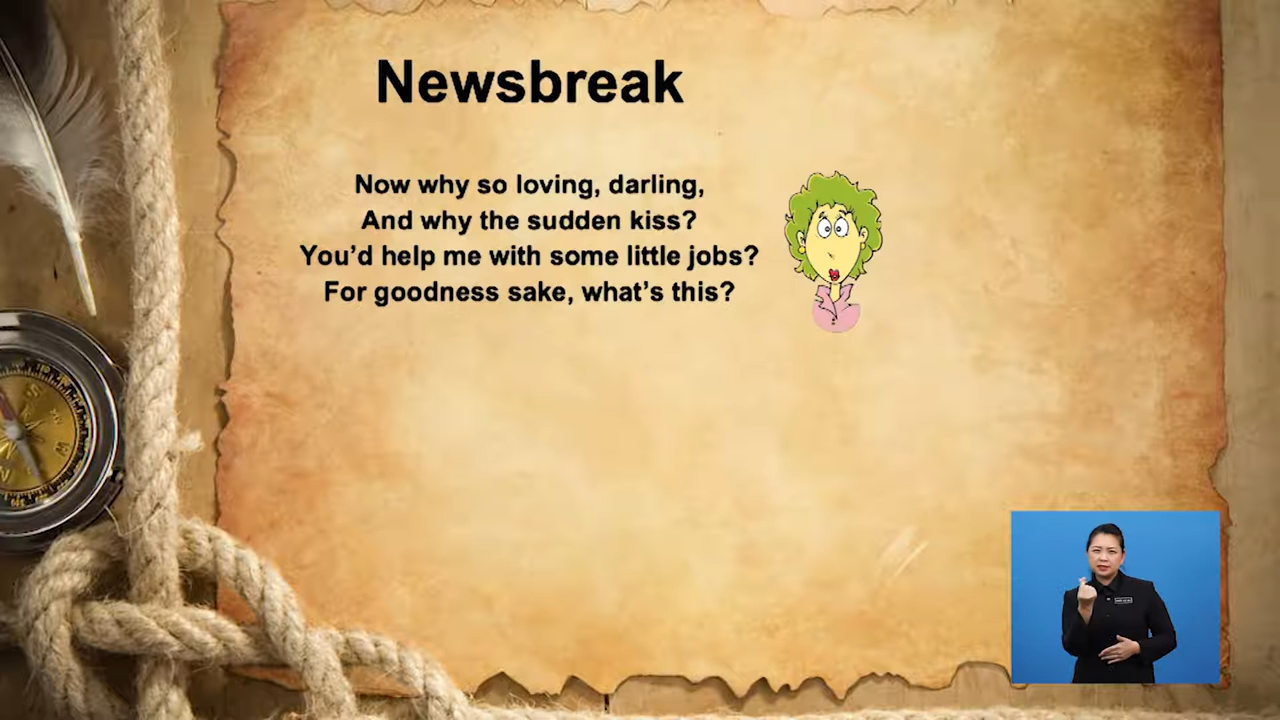 Newsbreak
Now why so loving, darling,
And why the sudden kiss?
You’d help me with some little jobs?
For goodness sake, what’s this?